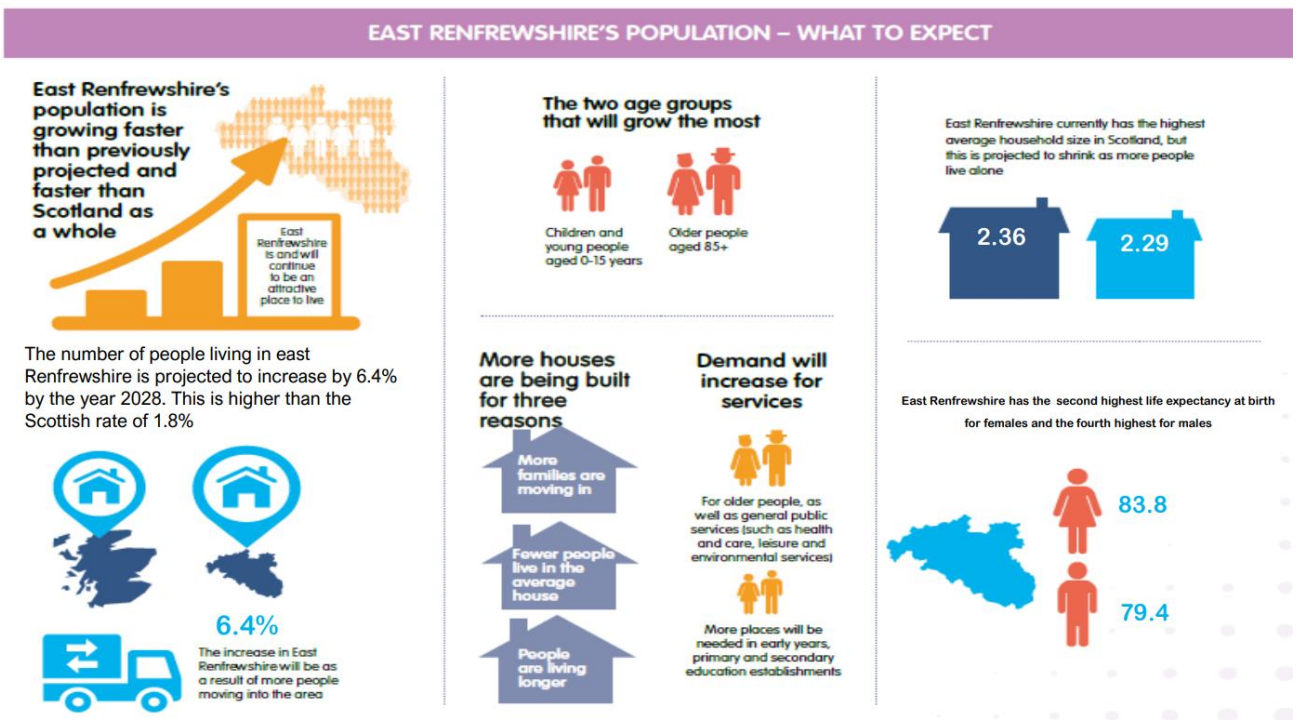 EAST RENFREWSHIRE'S POPULATION – WHAT TO EXPECT
East Renfrewshire's
population is
growing faster
than previously
projected and
faster than
Scotland as
a whole
East
Renfrewshire
is and will
continue
to be an
attractive
place to live
The number of people living in east
Renfrewshire is projected to increase by 6.4%
by the year 2028. This is higher than the
Scottish rate of 1.8%
6.4%
The increase in East
Renfrewshire will be as
a result of more people
moving into the area
The two age groups
that will grow the most
Children and
young people
aged 0-15 years
Older people
aged 85+
More houses
are being built
for three
reasons
More
families are
moving in
Fewer people
live in the
average
house
People
are living
longer
Demand will
increase for
services
For older people, as
well as general public
services (such as health
and care, leisure and
environmental services)
More places will be
needed in early years,
primary and secondary
education establishments
East Renfrewshire currently has the highest
average household size in Scotland, but
this is projected to shrink as more people
live alone
2.36
2.29
East Renfrewshire has the second highest life expectancy at birth
for females and the fourth highest for males
83.8
79.4